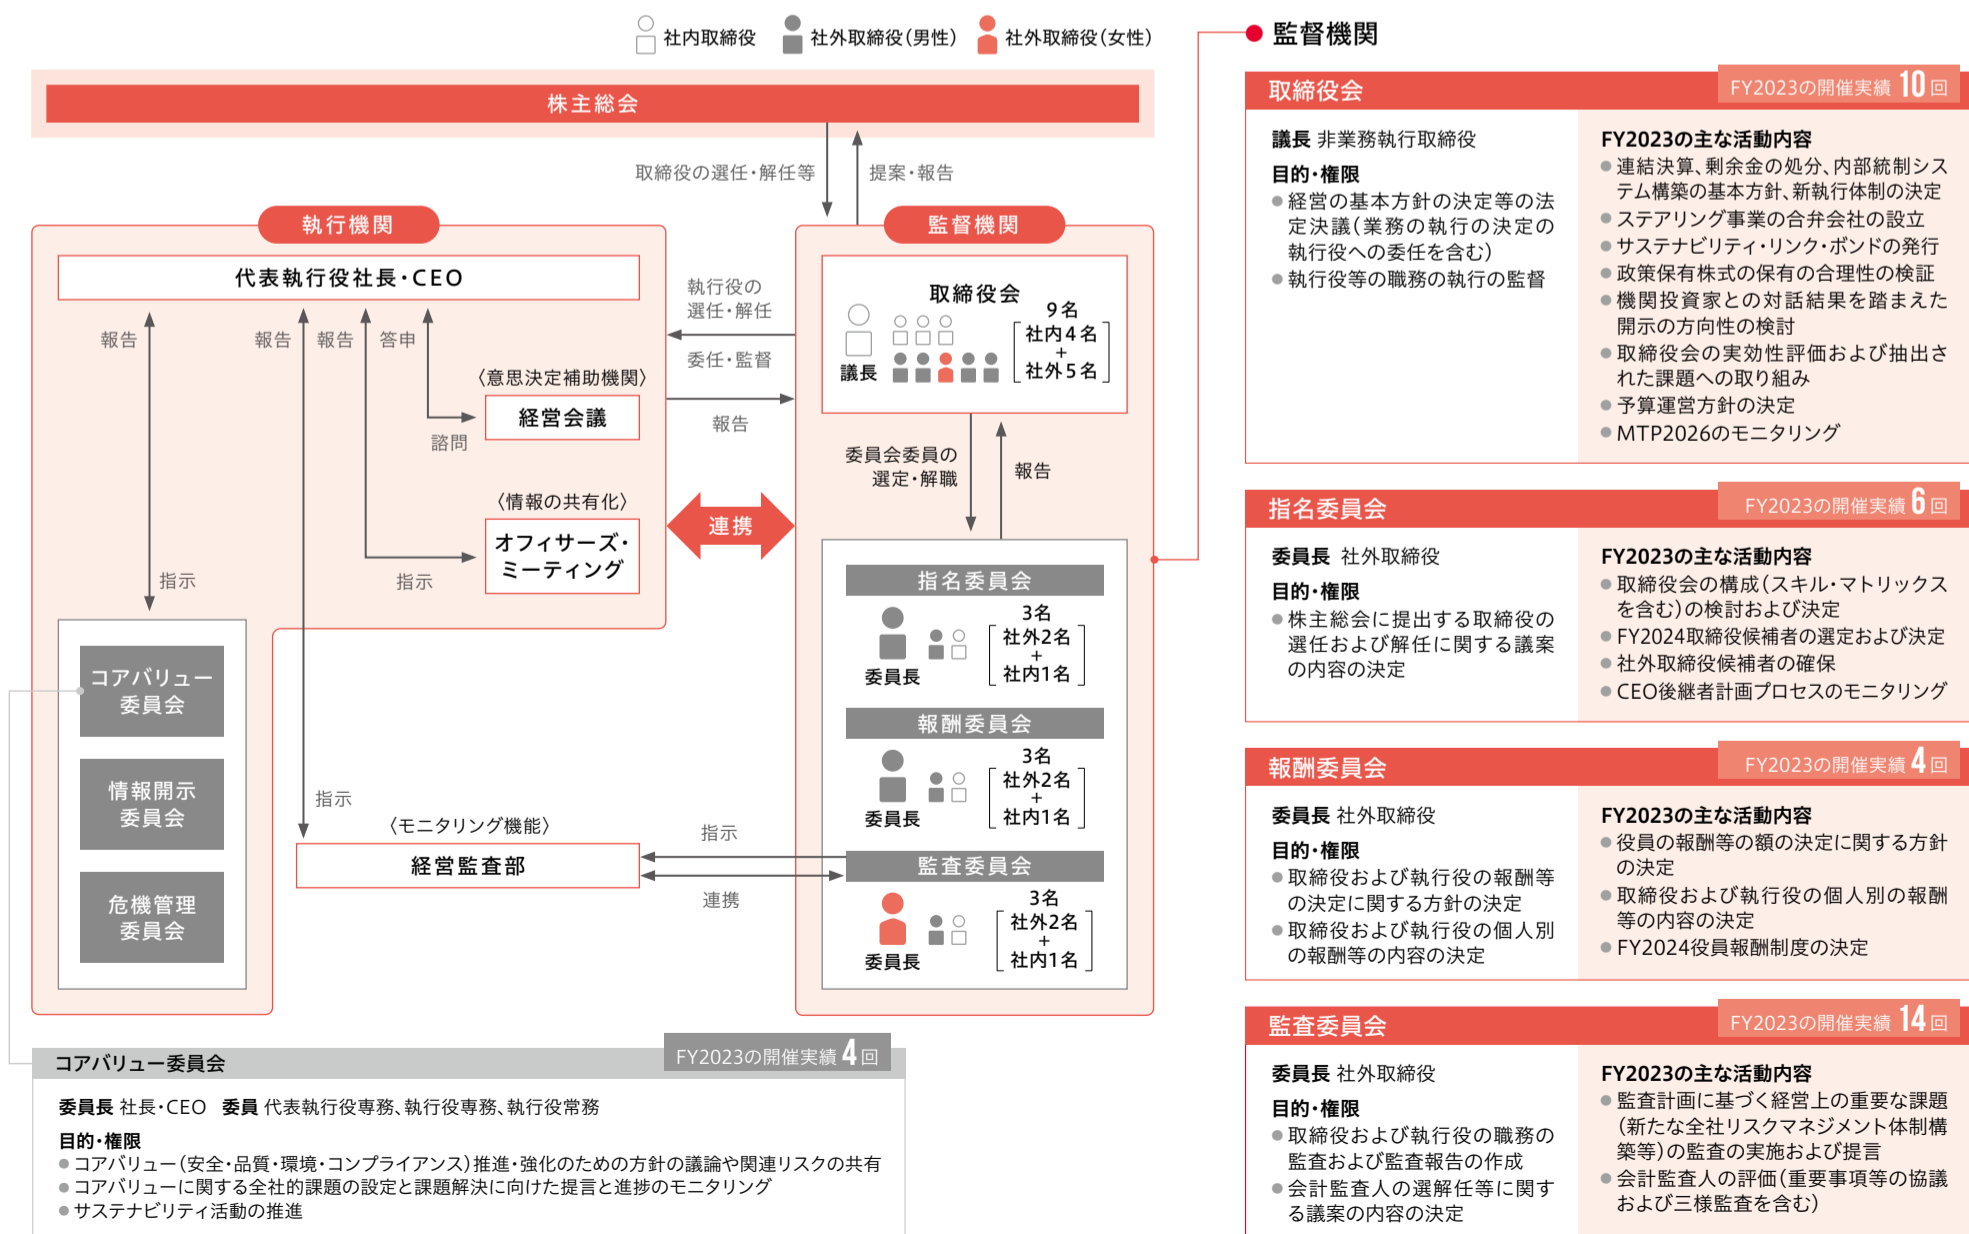 社内取締役
社外取締役(男性)
社外取締役(女性)
株主総会
取締役の選任・解任等
提案・報告
執行機関
代表執行役社長・CEO
報告
報告
報告
答申
〈意思決定補助機関〉
経営会議
諮問
〈情報の共有化〉
オフィサーズ・
ミーティング
指示
指示
コアバリュー
委員会
情報開示
委員会
危機管理
委員会
指示
〈モニタリング機能〉
経営監査部
執行役の
選任・解任
委任・監督
報告
連携
指示
連携
監督機関
取締役会
議長
9名
社内4名
+
社外5名
委員会委員の
選定・解職
報告
指名委員会
委員長
3名
社外2名
+
社内1名
報酬委員会
委員長
3名
社外2名
+
社内1名
監査委員会
委員長
3名
社外2名
+
社内1名
コアバリュー委員会
FY2023の開催実績 4回
委員長 社長・CEO 委員 代表執行役専務、執行役専務、執行役常務
目的・権限
●コアバリュー(安全・品質・環境・コンプライアンス)推進・強化のための方針の議論や関連リスクの共有
●コアバリューに関する全社的課題の設定と課題解決に向けた提言と進捗のモニタリング
●サステナビリティ活動の推進
監督機関
取締役会
FY2023の開催実績 10回
議長 非業務執行取締役
目的・権限
●経営の基本方針の決定等の法
定決議(業務の執行の決定の
執行役への委任を含む)
●執行役等の職務の執行の監督
FY2023の主な活動内容
●連結決算、剰余金の処分、内部統制シス
テム構築の基本方針、新執行体制の決定
●ステアリング事業の合弁会社の設立
●サステナビリティ・リンク・ボンドの発行
●政策保有株式の保有の合理性の検証
●機関投資家との対話結果を踏まえた
開示の方向性の検討
●取締役会の実効性評価および抽出さ
れた課題への取り組み
●予算運営方針の決定
●MTP2026のモニタリング
指名委員会
FY2023の開催実績 6回
委員長 社外取締役
目的・権限
●株主総会に提出する取締役の
選任および解任に関する議案
の内容の決定
FY2023の主な活動内容
●取締役会の構成(スキル・マトリックス
を含む)の検討および決定
●FY2024取締役候補者の選定および決定
●社外取締役候補者の確保
●CEO後継者計画プロセスのモニタリング
報酬委員会
FY2023の開催実績 4回
委員長 社外取締役
目的・権限
●取締役および執行役の報酬等
の決定に関する方針の決定
●取締役および執行役の個人別
の報酬等の内容の決定
FY2023の主な活動内容
●役員の報酬等の額の決定に関する方針
の決定
●取締役および執行役の個人別の報酬
等の内容の決定
●FY2024役員報酬制度の決定
監査委員会
FY2023の開催実績 14回
委員長 社外取締役
目的・権限
●取締役および執行役の職務の
監査および監査報告の作成
●会計監査人の選解任等に関す
る議案の内容の決定
FY2023の主な活動内容
●監査計画に基づく経営上の重要な課題
(新たな全社リスクマネジメント体制構
築等)の監査の実施および提言
●会計監査人の評価(重要事項等の協議
および三様監査を含む)